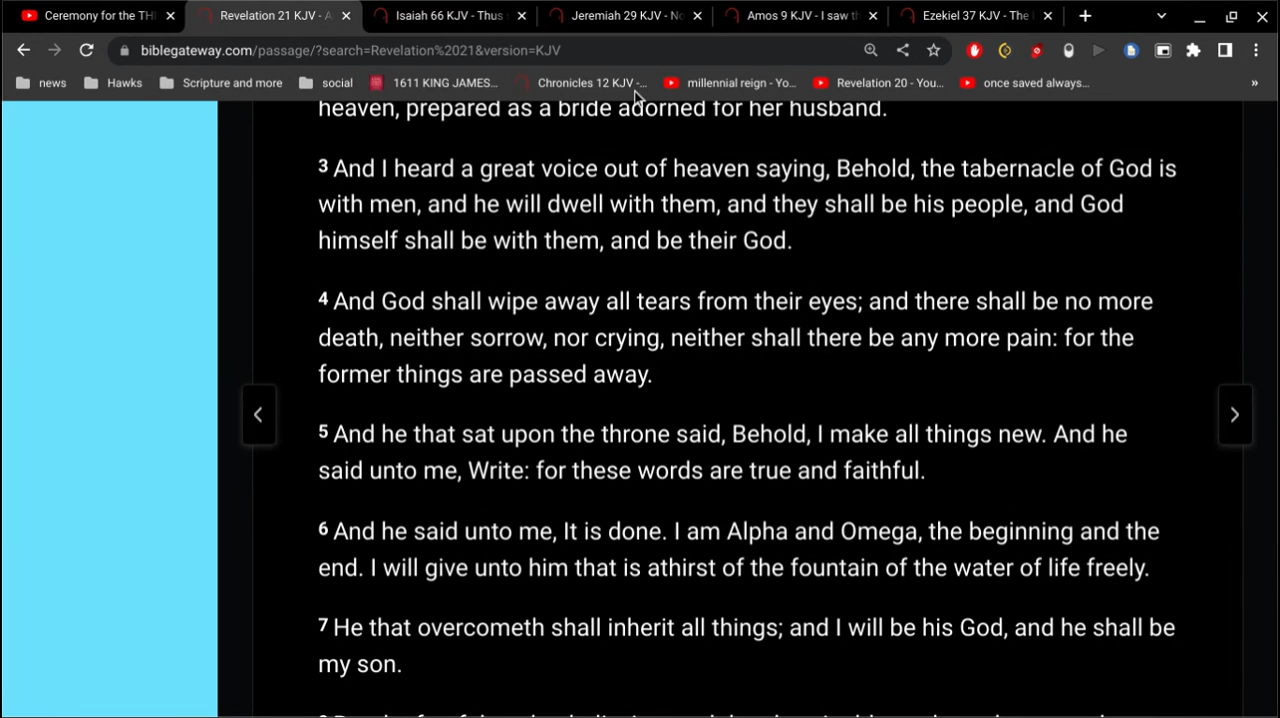 Ceremony for the TH
Revelation 21 KJV - A
Isaiah 66 KJV - Thus s
Jeremiah 29 KJV - No
Amos 9 KJV - I saw th
Ezekiel 37 KJV - The
biblegateway.com/passage/?search=Revelation%2021&version=KJV
news Hawks Scripture and more social 1611 KING JAMES... Chronicles 12 KJV -... millennial reign - Yo... Revelation 20 - You... once saved always... »
heaven, prepared as a bride adorned for her husband.
3 And I heard a great voice out of heaven saying, Behold, the tabernacle of God is
with men, and he will dwell with them, and they shall be his people, and God
himself shall be with them, and be their God.
4 And God shall wipe away all tears from their eyes; and there shall be no more
death, neither sorrow, nor crying, neither shall there be any more pain: for the
former things are passed away.
5 And he that sat upon the throne said, Behold, I make all things new. And he
said unto me, Write: for these words are true and faithful.
6 And he said unto me, It is done. I am Alpha and Omega, the beginning and the
end. I will give unto him that is athirst of the fountain of the water of life freely.
7 He that overcometh shall inherit all things; and I will be his God, and he shall be
my son.